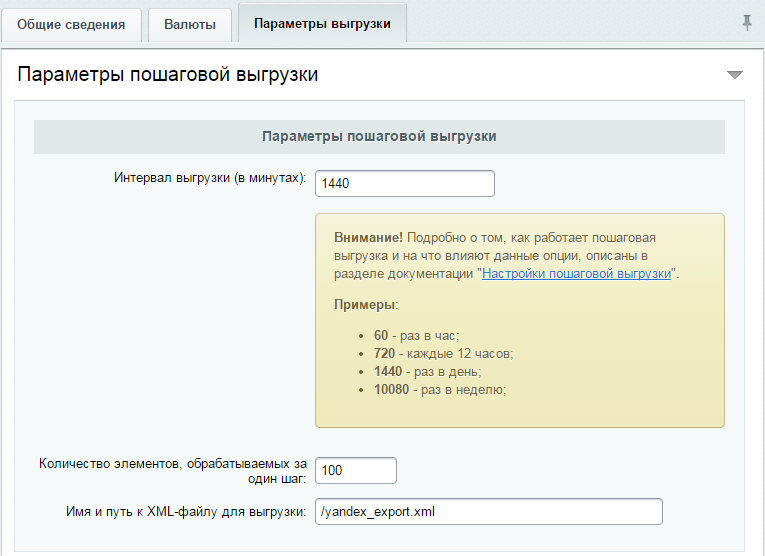 Общие сведения
Валюты
Параметры выгрузки
Параметры пошаговой выгрузки
Параметры пошаговой выгрузки
Интервал выгрузки (в минутах):
1440
Внимание! Подробно о том, как работает пошаговая
выгрузка и на что влияют данные опции, описаны в
разделе документации "Настройки пошаговой выгрузки".
Примеры:
• 60 - раз в час;
• 720 - каждые 12 часов;
• 1440 - раз в день;
• 10080 - раз в неделю;
Количество элементов, обрабатываемых за
один шаг:
100
Имя и путь к XML-файлу для выгрузки:
/yandex_export.xml